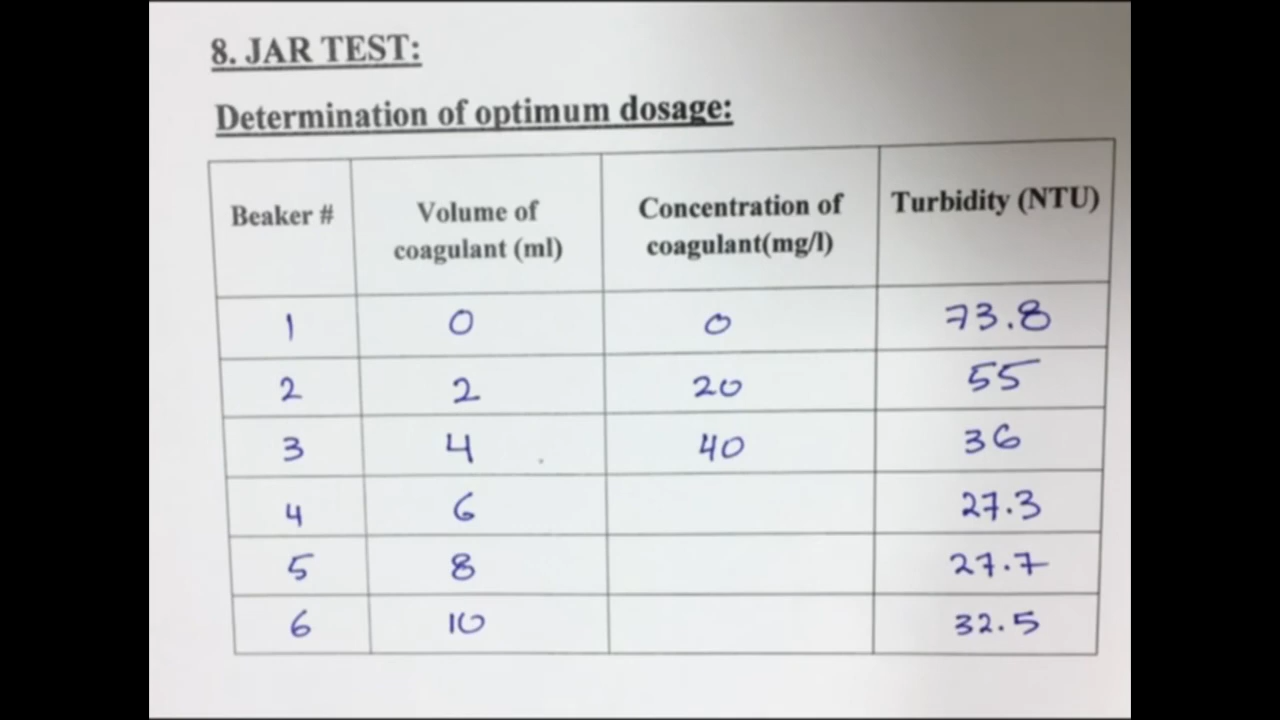 8. JAR TEST:
Determination of optimum dosage:
Beaker # Volume of coagulant (ml) Concentration of coagulant(mg/l) Turbidity (NTU)
1 0 0 73.8
2 2 20 55
3 4 40 36
4 6 27.3
5 8 27.7
6 10 32.5